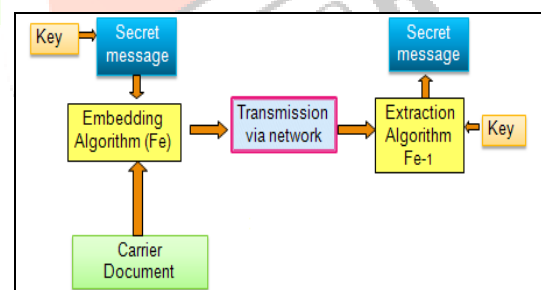 Key
Secret
message
Embedding
Algorithm (Fe)
Carrier
Document
Transmission
via network
Secret
message
Extraction
Algorithm
Fe-1
Key